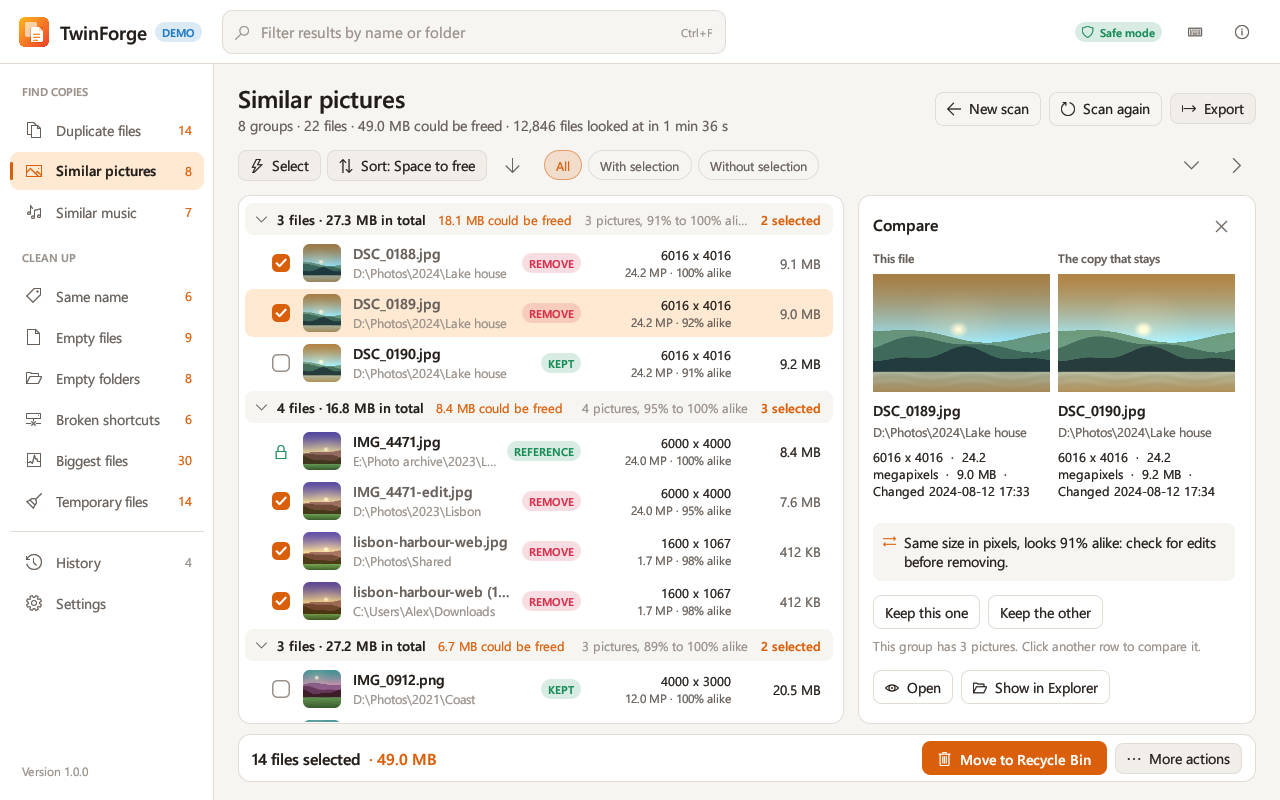 TwinForge DEMO
Filter results by name or folder
Ctrl+F
Safe mode
FIND COPIES
Duplicate files 14
Similar pictures 8
Similar music 7
CLEAN UP
Same name 6
Empty files 9
Empty folders 8
Broken shortcuts 6
Biggest files 30
Temporary files 14
History 4
Settings
Version 1.0.0
Similar pictures
8 groups · 22 files · 49.0 MB could be freed · 12,846 files looked at in 1 min 36 s
New scan
Scan again
Export
Select
Sort: Space to free
All
With selection
Without selection
3 files · 27.3 MB in total 18.1 MB could be freed 3 pictures, 91% to 100% ali... 2 selected
DSC_0188.jpg
D:\Photos\2024\Lake house
REMOVE
6016 x 4016
24.2 MP · 100% alike
9.1 MB
DSC_0189.jpg
D:\Photos\2024\Lake house
REMOVE
6016 x 4016
24.2 MP · 92% alike
9.0 MB
DSC_0190.jpg
D:\Photos\2024\Lake house
KEPT
6016 x 4016
24.2 MP · 91% alike
9.2 MB
4 files · 16.8 MB in total 8.4 MB could be freed 4 pictures, 95% to 100% alike 3 selected
IMG_4471.jpg
E:\Photo archive\2023\L...
REFERENCE
6000 x 4000
24.0 MP · 100% alike
8.4 MB
IMG_4471-edit.jpg
D:\Photos\2023\Lisbon
REMOVE
6000 x 4000
24.0 MP · 95% alike
7.6 MB
lisbon-harbour-web.jpg
D:\Photos\Shared
REMOVE
1600 x 1067
1.7 MP · 98% alike
412 KB
lisbon-harbour-web (1...
C:\Users\Alex\Downloads
REMOVE
1600 x 1067
1.7 MP · 98% alike
412 KB
3 files · 27.2 MB in total 6.7 MB could be freed 3 pictures, 89% to 100% alike 2 selected
IMG_0912.png
D:\Photos\2021\Coast
KEPT
4000 x 3000
12.0 MP · 100% alike
20.5 MB
Compare
This file
The copy that stays
DSC_0189.jpg
D:\Photos\2024\Lake house
6016 x 4016 · 24.2
megapixels · 9.0 MB ·
Changed 2024-08-12 17:33
DSC_0190.jpg
D:\Photos\2024\Lake house
6016 x 4016 · 24.2
megapixels · 9.2 MB ·
Changed 2024-08-12 17:34
Same size in pixels, looks 91% alike: check for edits
before removing.
Keep this one
Keep the other
This group has 3 pictures. Click another row to compare it.
Open
Show in Explorer
14 files selected · 49.0 MB
Move to Recycle Bin
More actions